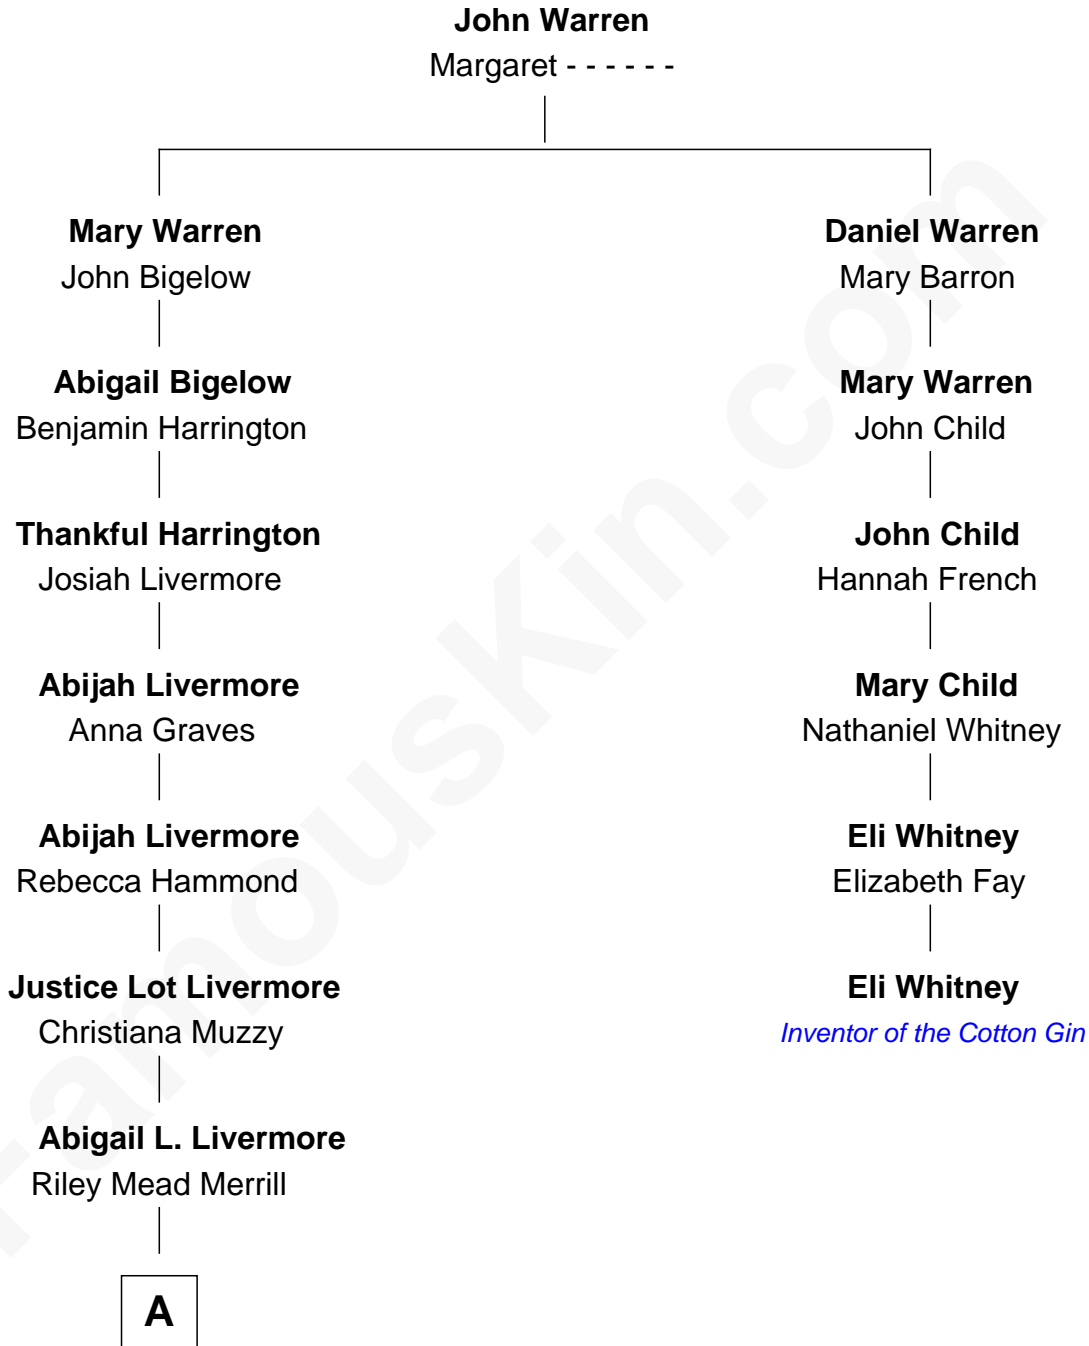 John Warren
Margaret - - - - - -
Mary Warren
John Bigelow
Daniel Warren
Mary Barron
Abigail Bigelow
Benjamin Harrington
Mary Warren
John Child
Thankful Harrington
Josiah Livermore
John Child
Hannah French
Abijah Livermore
Anna Graves
Mary Child
Nathaniel Whitney
Abijah Livermore
Rebecca Hammond
Eli Whitney
Elizabeth Fay
Justice Lot Livermore
Christiana Muzzy
Eli Whitney
Inventor of the Cotton Gin
Abigail L. Livermore
Riley Mead Merrill
A
FamousKin.com